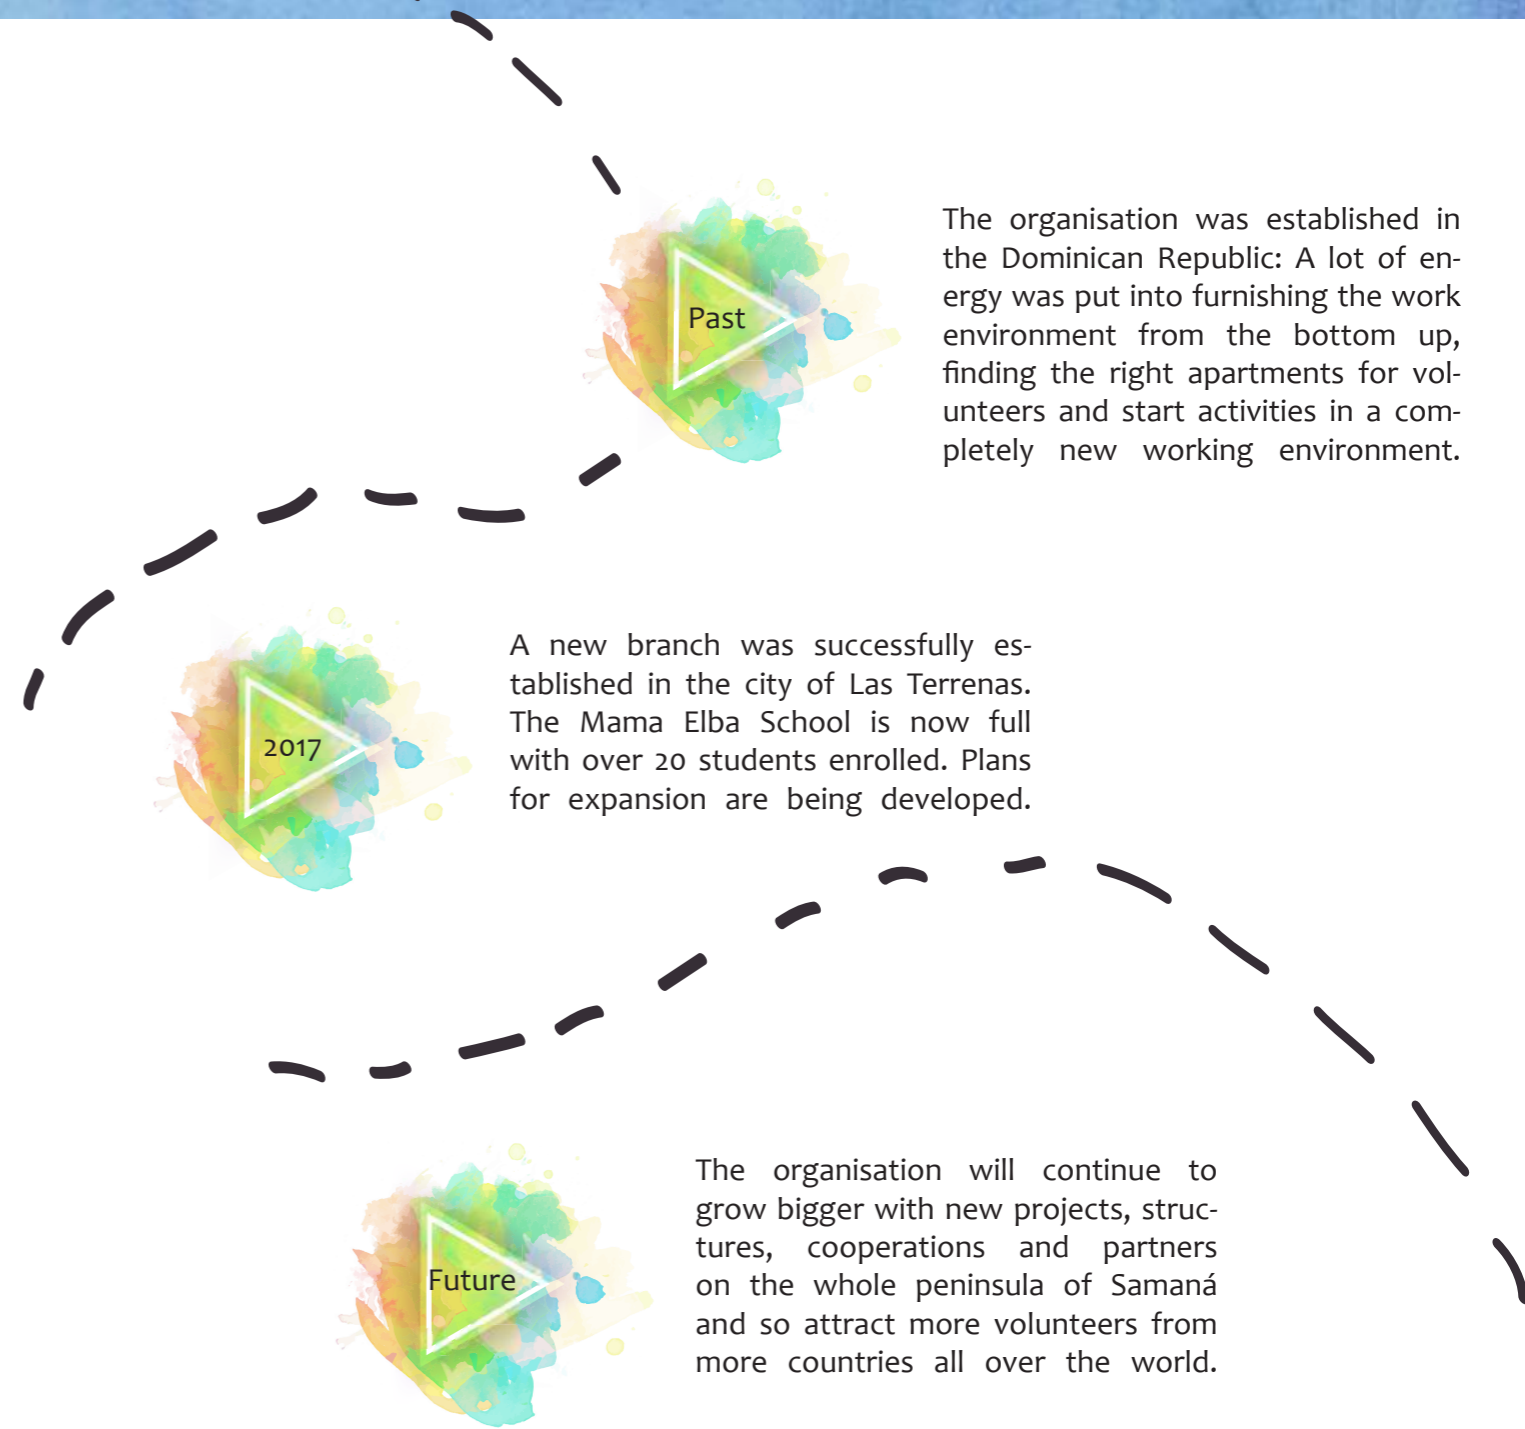 Past
The organisation was established in
the Dominican Republic: A lot of en-
ergy was put into furnishing the work
environment from the bottom up,
finding the right apartments for vol-
unteers and start activities in a com-
pletely new working environment.
2017
A new branch was successfully es-
tablished in the city of Las Terrenas.
The Mama Elba School is now full
with over 20 students enrolled. Plans
for expansion are being developed.
Future
The organisation will continue to
grow bigger with new projects, struc-
tures, cooperations and partners
on the whole peninsula of Samaná
and so attract more volunteers from
more countries all over the world.